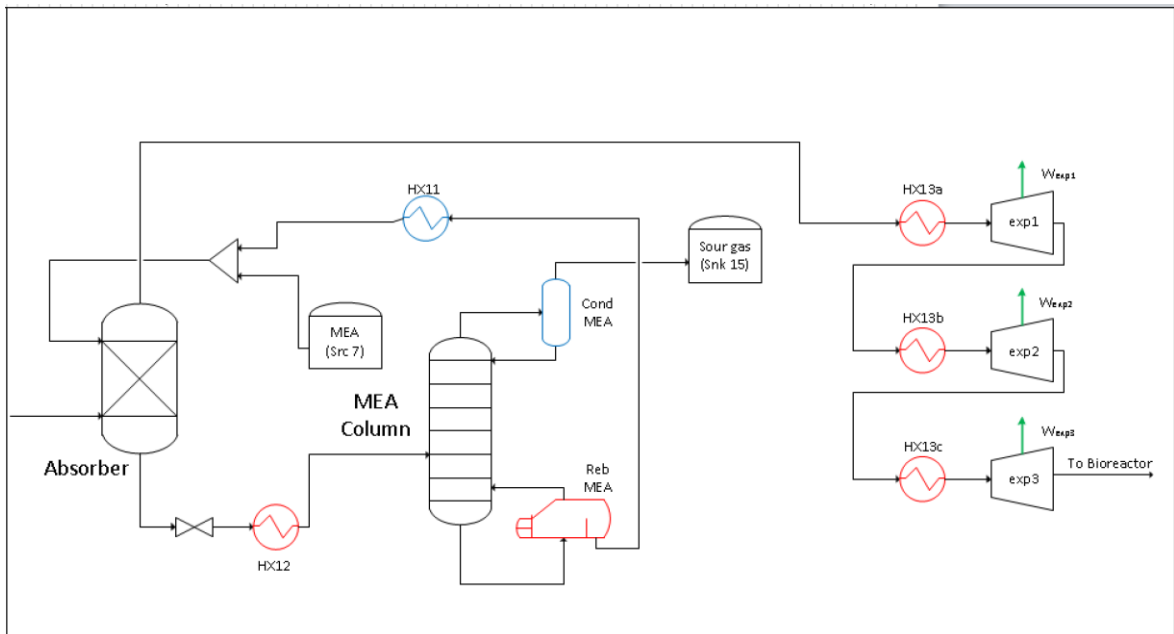 HX11
MEA
(Src 7)
Absorber
HX12
MEA
Column
Cond
MEA
Reb
MEA
Sour gas
(Snk 15)
HX13a
Wexp1
exp1
HX13b
Wexp2
exp2
HX13c
Wexp3
exp3
To Bioreactor